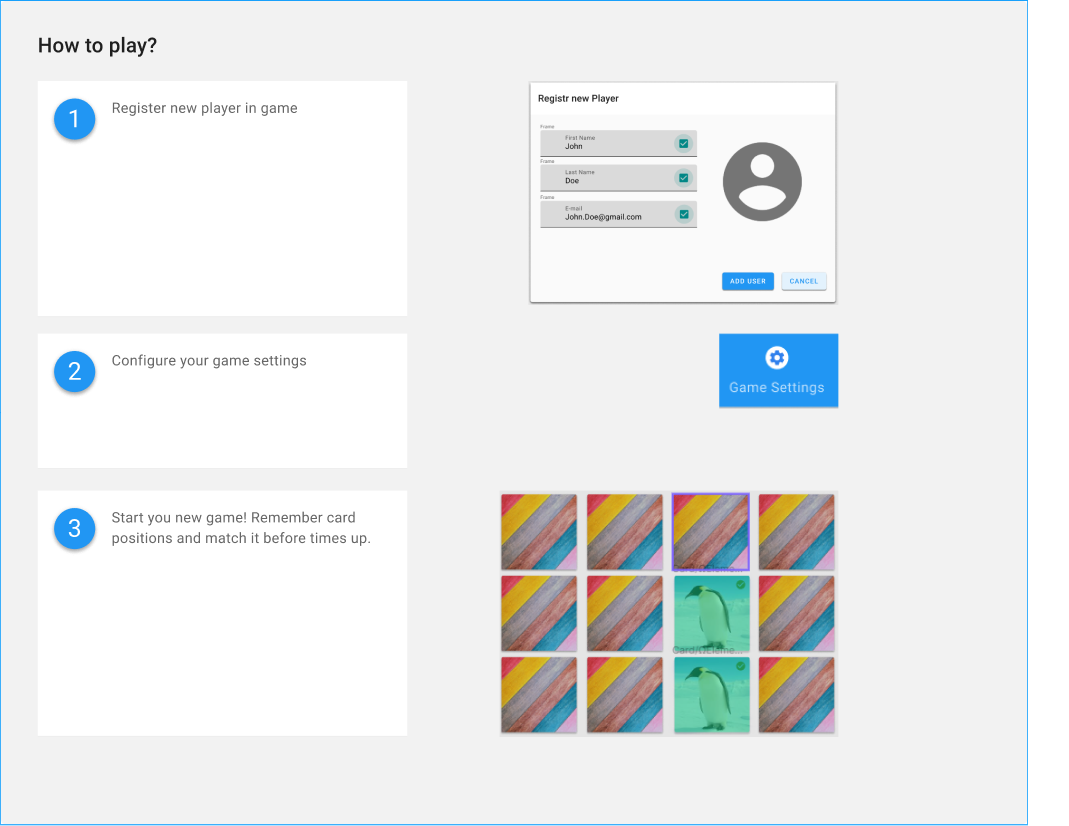 How to play?
1
Register new player in game
Registr new Player
Frame
First Name
John
Frame
Last Name
Doe
Frame
E-mail
John.Doe@gmail.com
ADD USER
CANCEL
2
Configure your game settings
Game Settings
3
Start you new game! Remember card
positions and match it before times up.